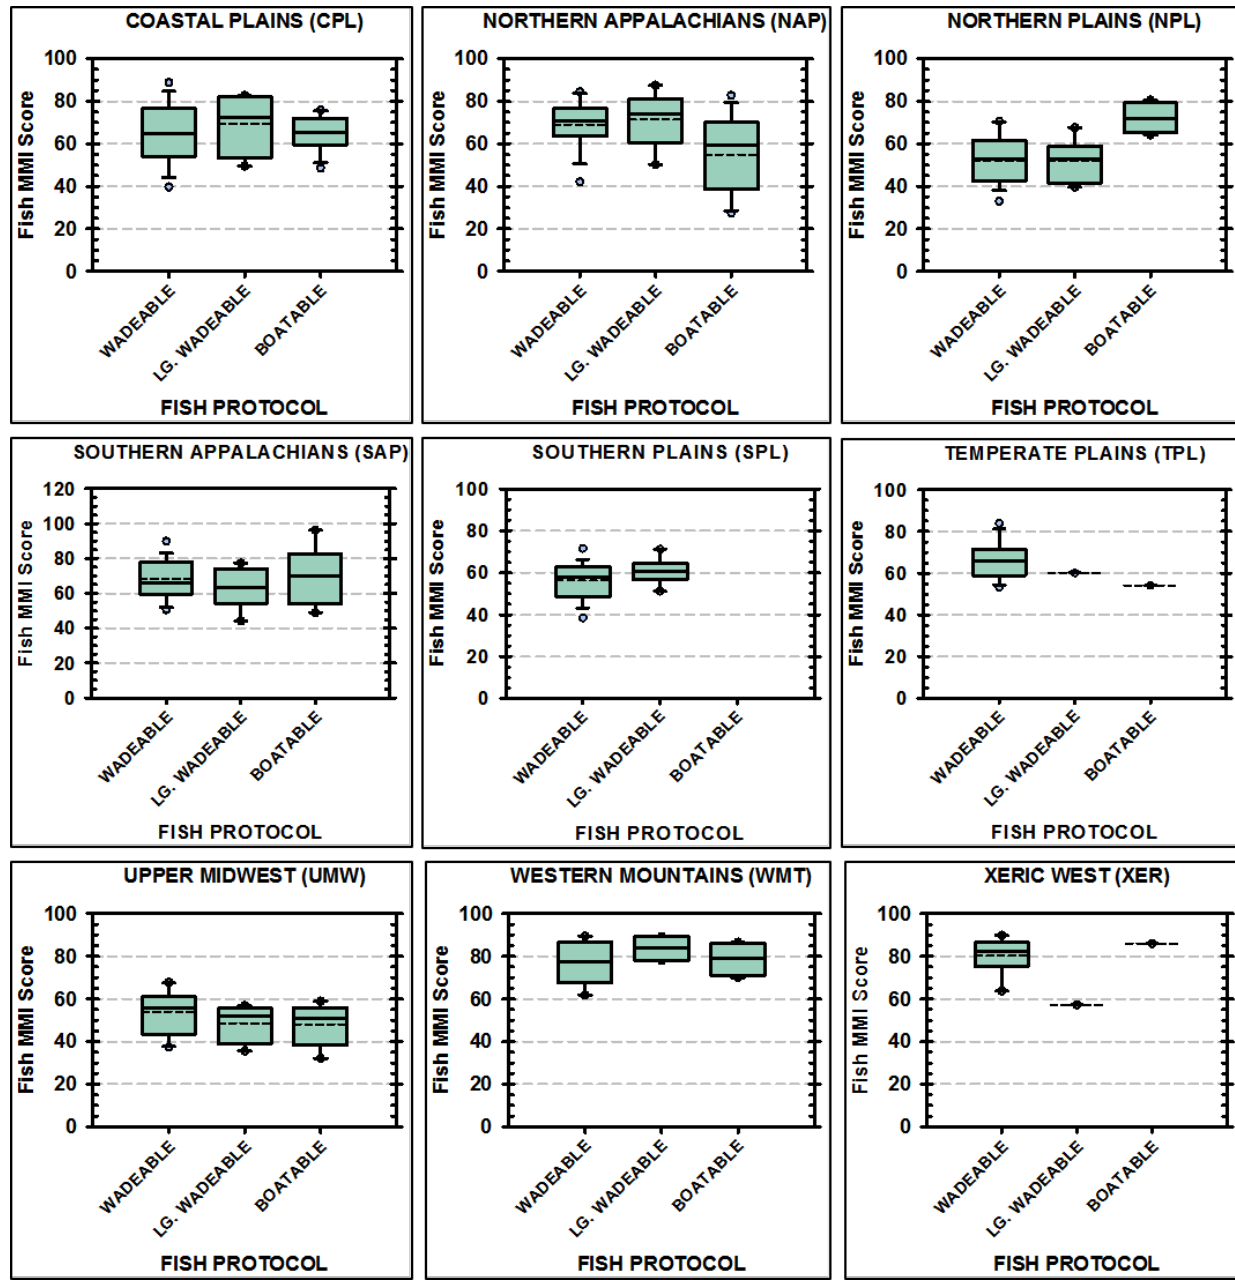 COASTAL PLAINS (CPL)
Fish MMI Score
100
80
60
40
20
0
WADEABLE
LG. WADEABLE
BOATABLE
FISH PROTOCOL
NORTHERN APPALACHIANS (NAP)
Fish MMI Score
100
80
60
40
20
0
WADEABLE
LG. WADEABLE
BOATABLE
FISH PROTOCOL
NORTHERN PLAINS (NPL)
Fish MMI Score
100
80
60
40
20
0
WADEABLE
LG. WADEABLE
BOATABLE
FISH PROTOCOL
SOUTHERN APPALACHIANS (SAP)
Fish MMI Score
120
100
80
60
40
20
0
WADEABLE
LG. WADEABLE
BOATABLE
FISH PROTOCOL
SOUTHERN PLAINS (SPL)
Fish MMI Score
100
80
60
40
20
0
WADEABLE
LG. WADEABLE
BOATABLE
FISH PROTOCOL
TEMPERATE PLAINS (TPL)
Fish MMI Score
100
80
60
40
20
0
WADEABLE
LG. WADEABLE
BOATABLE
FISH PROTOCOL
UPPER MIDWEST (UMW)
Fish MMI Score
100
80
60
40
20
0
WADEABLE
LG. WADEABLE
BOATABLE
FISH PROTOCOL
WESTERN MOUNTAINS (WMT)
Fish MMI Score
100
80
60
40
20
0
WADEABLE
LG. WADEABLE
BOATABLE
FISH PROTOCOL
XERIC WEST (XER)
Fish MMI Score
100
80
60
40
20
0
WADEABLE
LG. WADEABLE
BOATABLE
FISH PROTOCOL